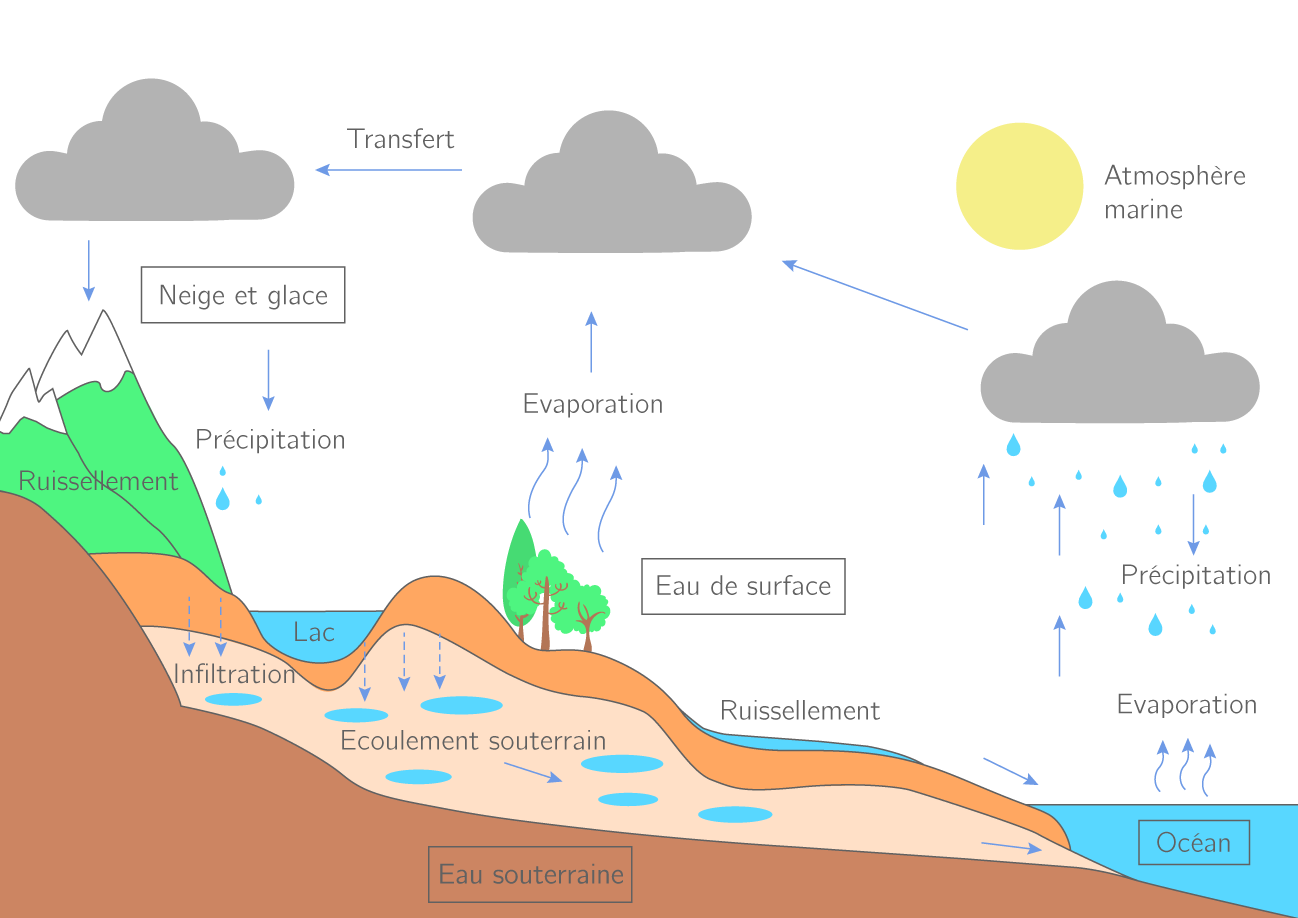 Transfert
Atmosphère
marine
Neige et glace
Evaporation
Précipitation
Ruissellement
Précipitation
Eau de surface
Lac
Infiltration
Evaporation
Ruissellement
Ecoulement souterrain
Océan
Eau souterraine